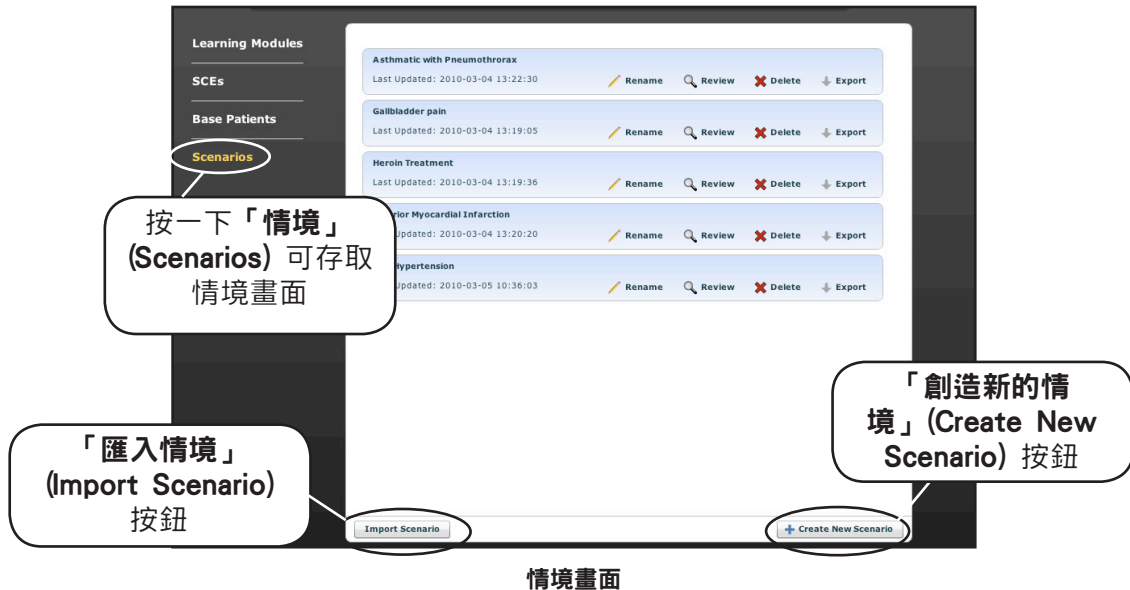 Learning Modules
SCEs
Base Patients
Scenarios
Asthmatic with Pneumothrorax
Last Updated: 2010-03-04 13:22:30 Rename Review Delete Export
Gallbladder pain
Last Updated: 2010-03-04 13:19:05 Rename Review Delete Export
Heroin Treatment
Last Updated: 2010-03-04 13:19:36 Rename Review Delete Export
Myocardial Infarction
Updated: 2010-03-04 13:20:20 Rename Review Delete Export
Hypertension
Updated: 2010-03-05 10:36:03 Rename Review Delete Export
按一下「情境」
(Scenarios) 可存取
情境畫面
「創造新的情
境」(Create New
Scenario) 按鈕
「匯入情境」
(Import Scenario)
按鈕
Import Scenario
Create New Scenario
情境畫面